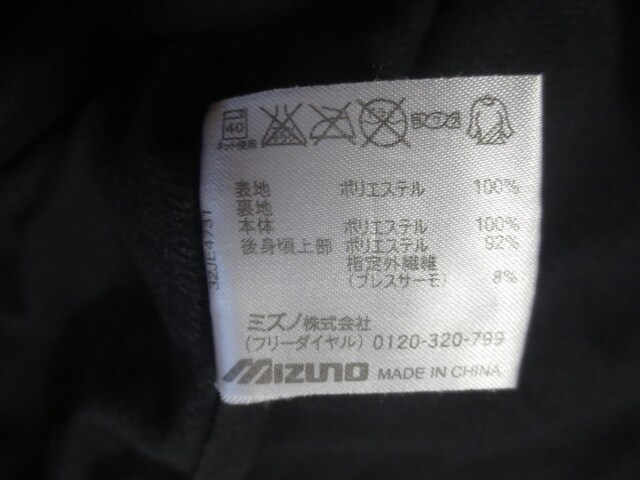 40
ネット使用
表地 ポリエステル 100%
裏地
本体 ポリエステル 100%
後身頃上部 ポリエステル 92%
指定外繊維
(ブレスサーモ) 8%
ミズノ株式会社
(フリーダイヤル) 0120-320-799
MIZUNO MADE IN CHINA
32JE4731